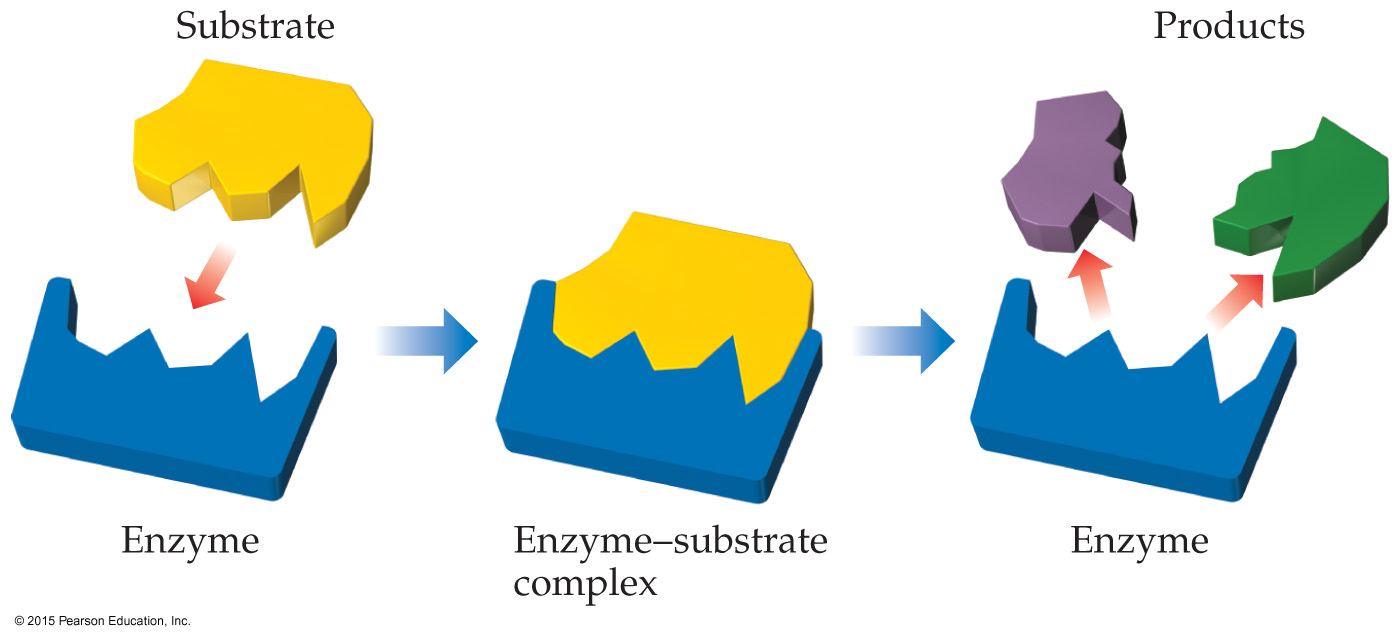 Substrate
Products
Enzyme
Enzyme–substrate
complex
Enzyme
© 2015 Pearson Education, Inc.